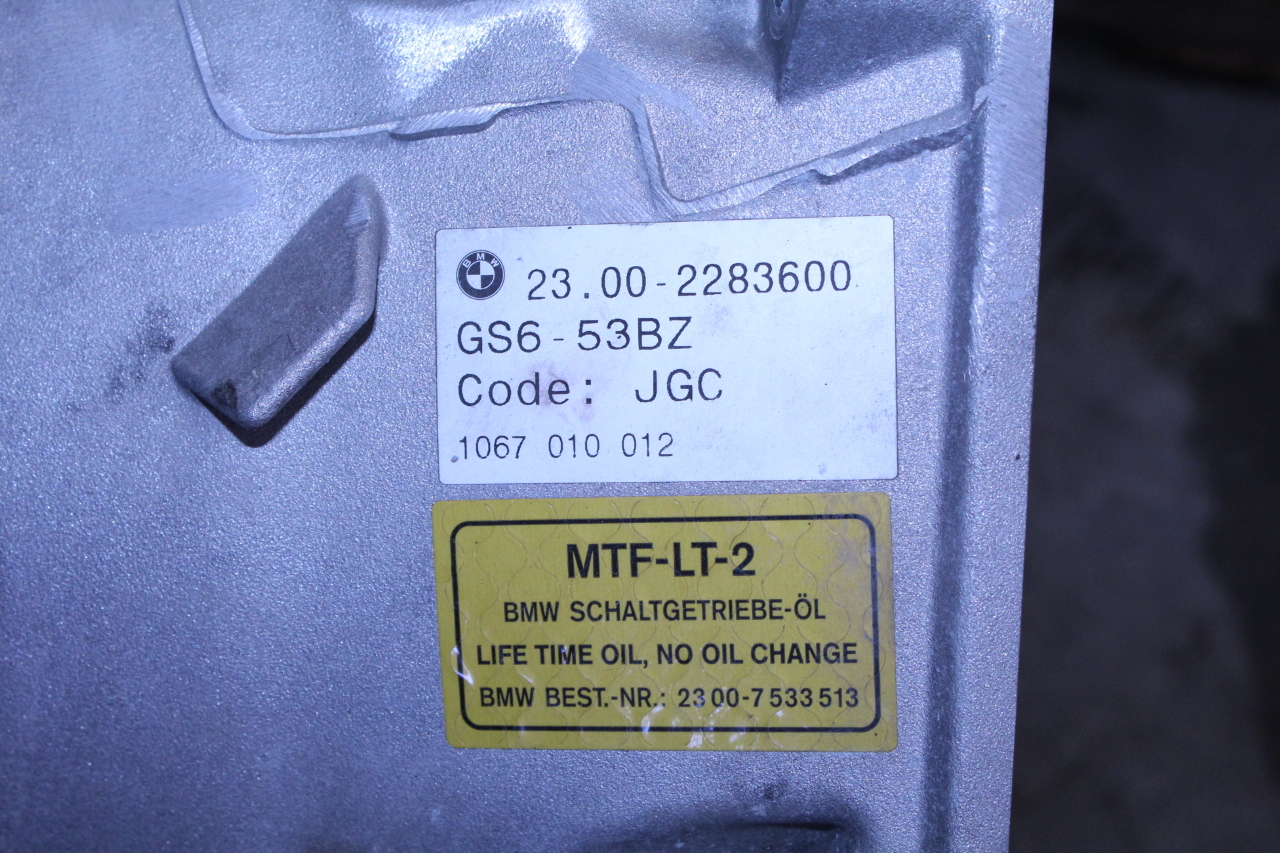 BMW
23.00-2283600
GS6-53BZ
Code: JGC
1067 010 012
MTF-LT-2
BMW SCHALTGETRIEBE-ÖL
LIFE TIME OIL, NO OIL CHANGE
BMW BEST.-NR.: 23 00-7 533 513